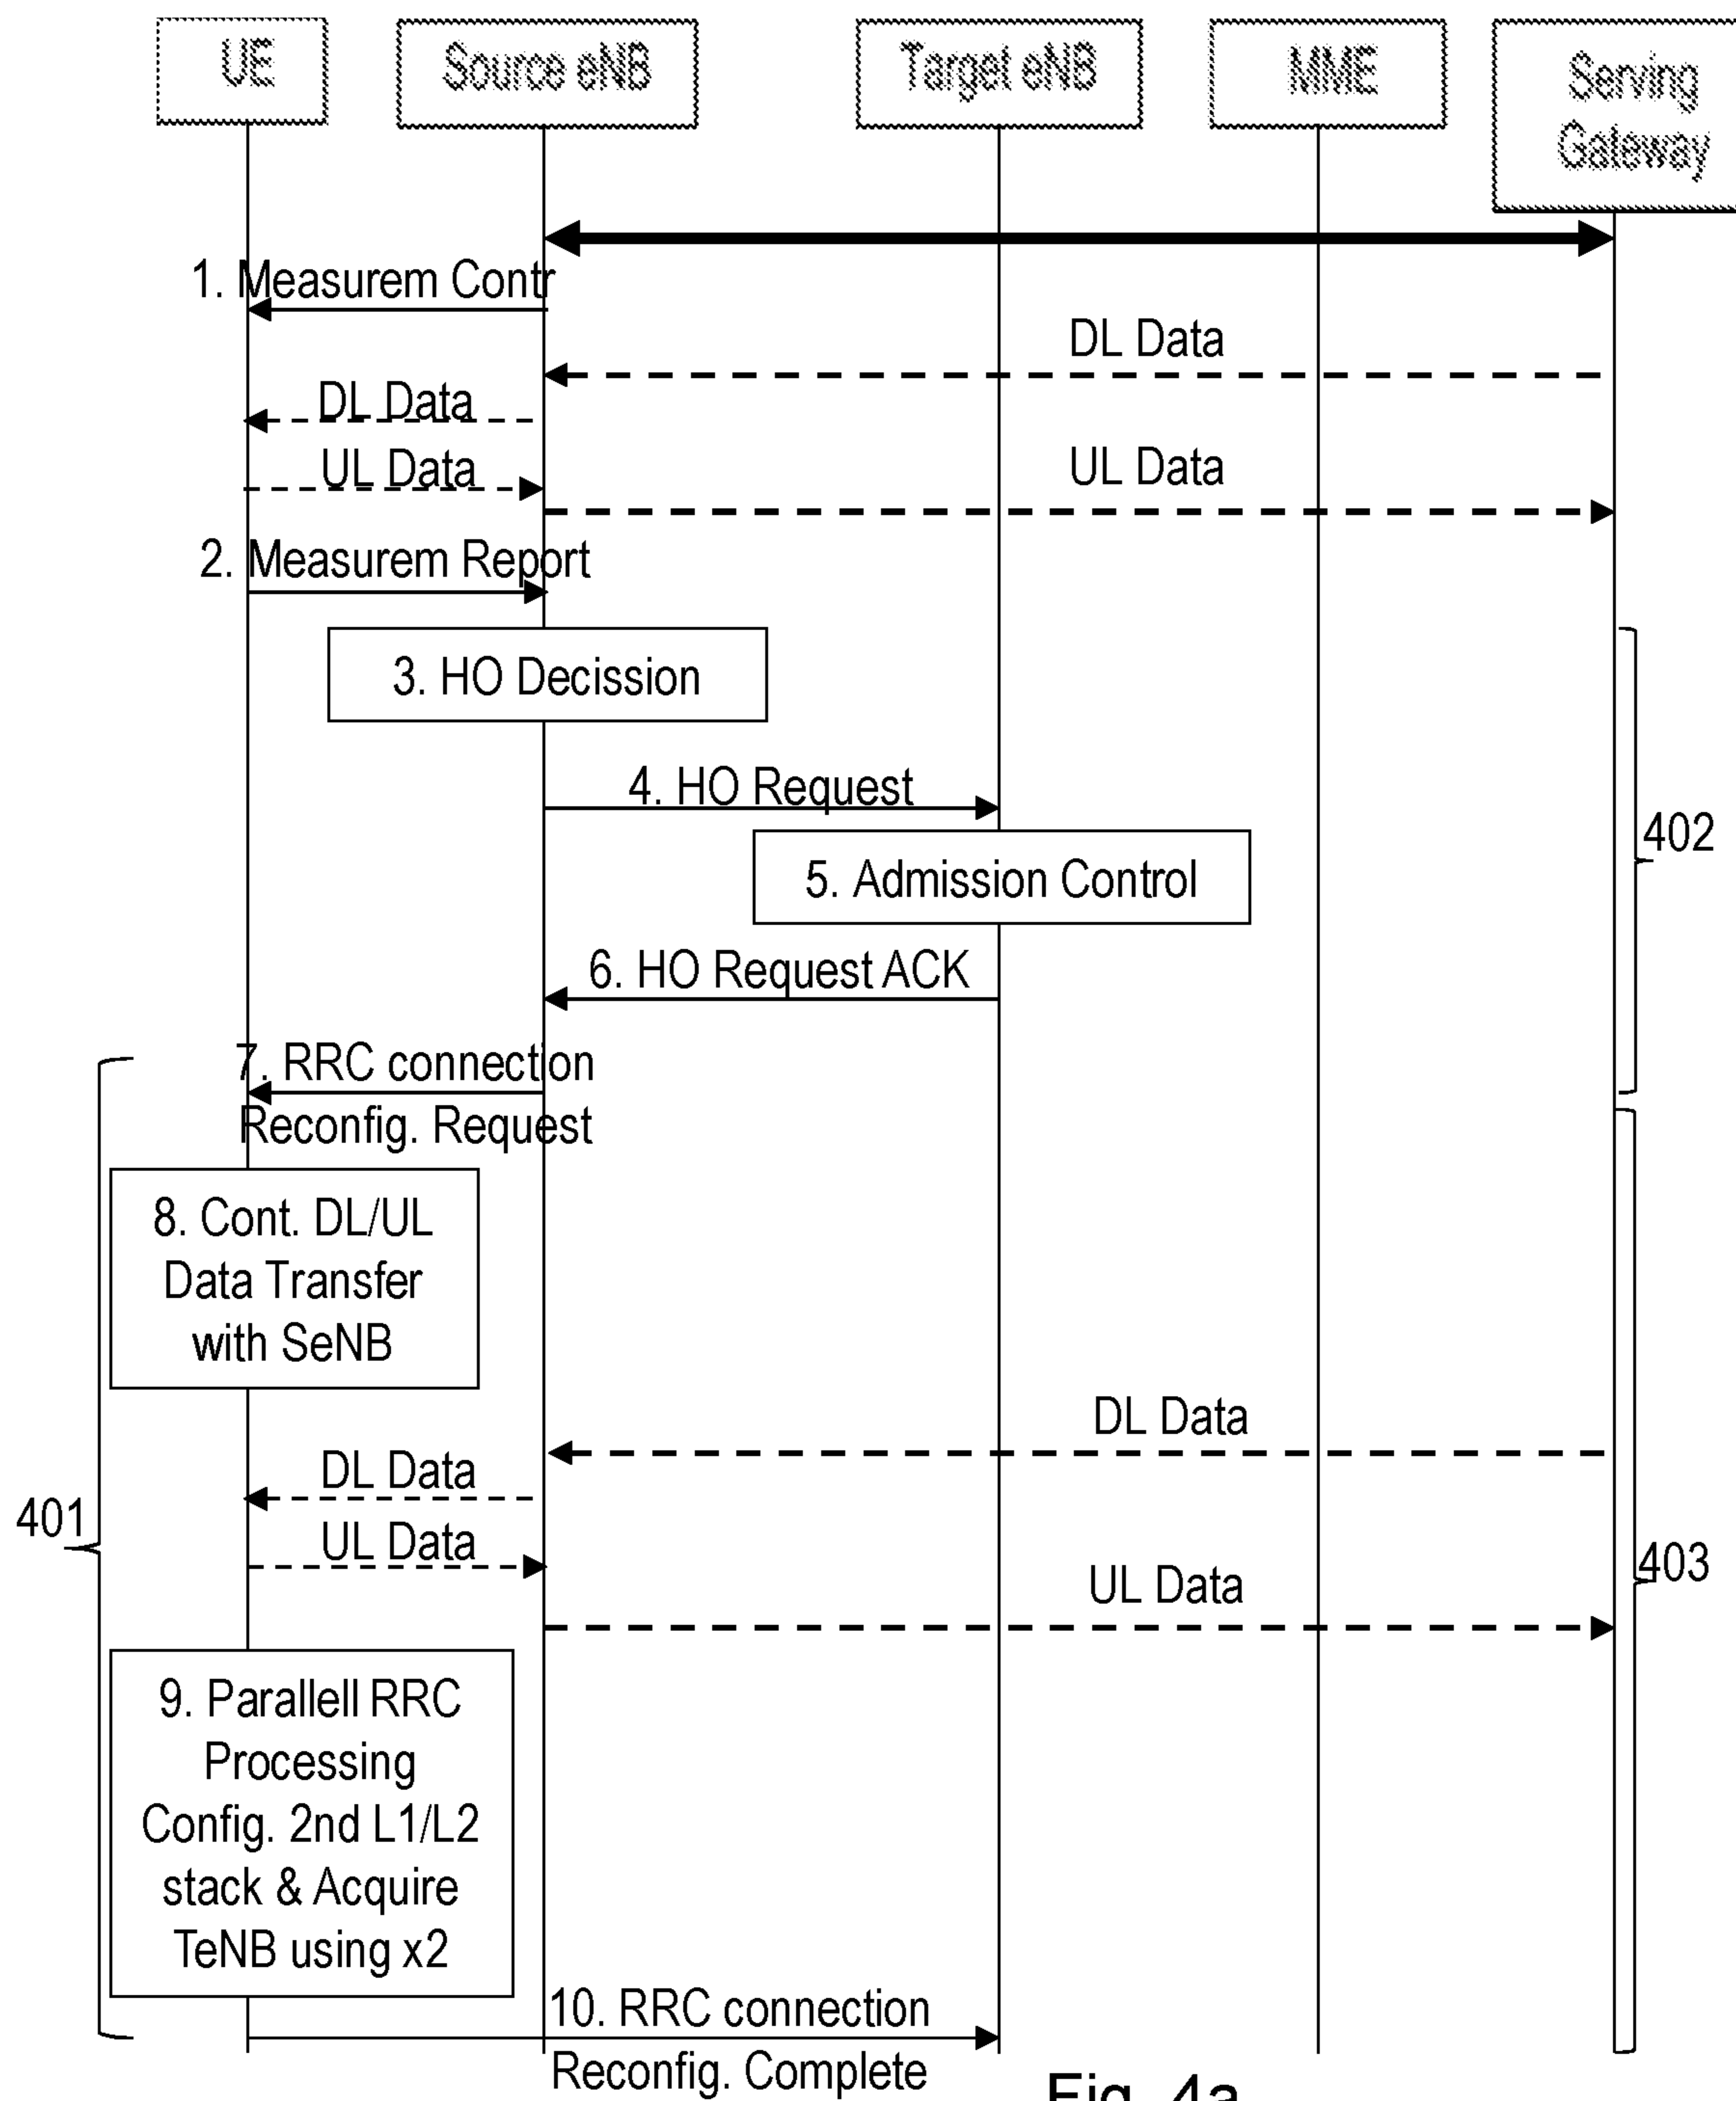 UE
Source eNB
Target eNB
MME
Serving
Gateway
1. Measurem Contr
DL Data
DL Data
UL Data
UL Data
2. Measurem Report
3. HO Decission
4. HO Request
402
5. Admission Control
6. HO Request ACK
7. RRC connection
Reconfig. Request
8. Cont. DL/UL
Data Transfer
with SeNB
DL Data
DL Data
401
UL Data
UL Data
403
9. Parallell RRC
Processing
Config. 2nd L1/L2
stack & Acquire
TeNB using x2
10. RRC connection
Reconfig. Complete
Fig. 4a